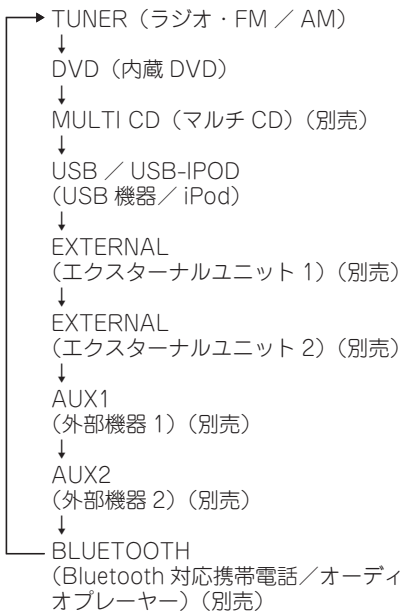 TUNER（ラジオ・FM ／ AM）
DVD（内蔵 DVD）
MULTI CD（マルチ CD）（別売）
USB ／ USB-IPOD
（USB 機器／ iPod）
EXTERNAL
（エクスターナルユニット 1）（別売）
EXTERNAL
（エクスターナルユニット 2）（別売）
AUX1
（外部機器 1）（別売）
AUX2
（外部機器 2）（別売）
BLUETOOTH
（Bluetooth 対応携帯電話／オーディ
オプレーヤー）（別売）